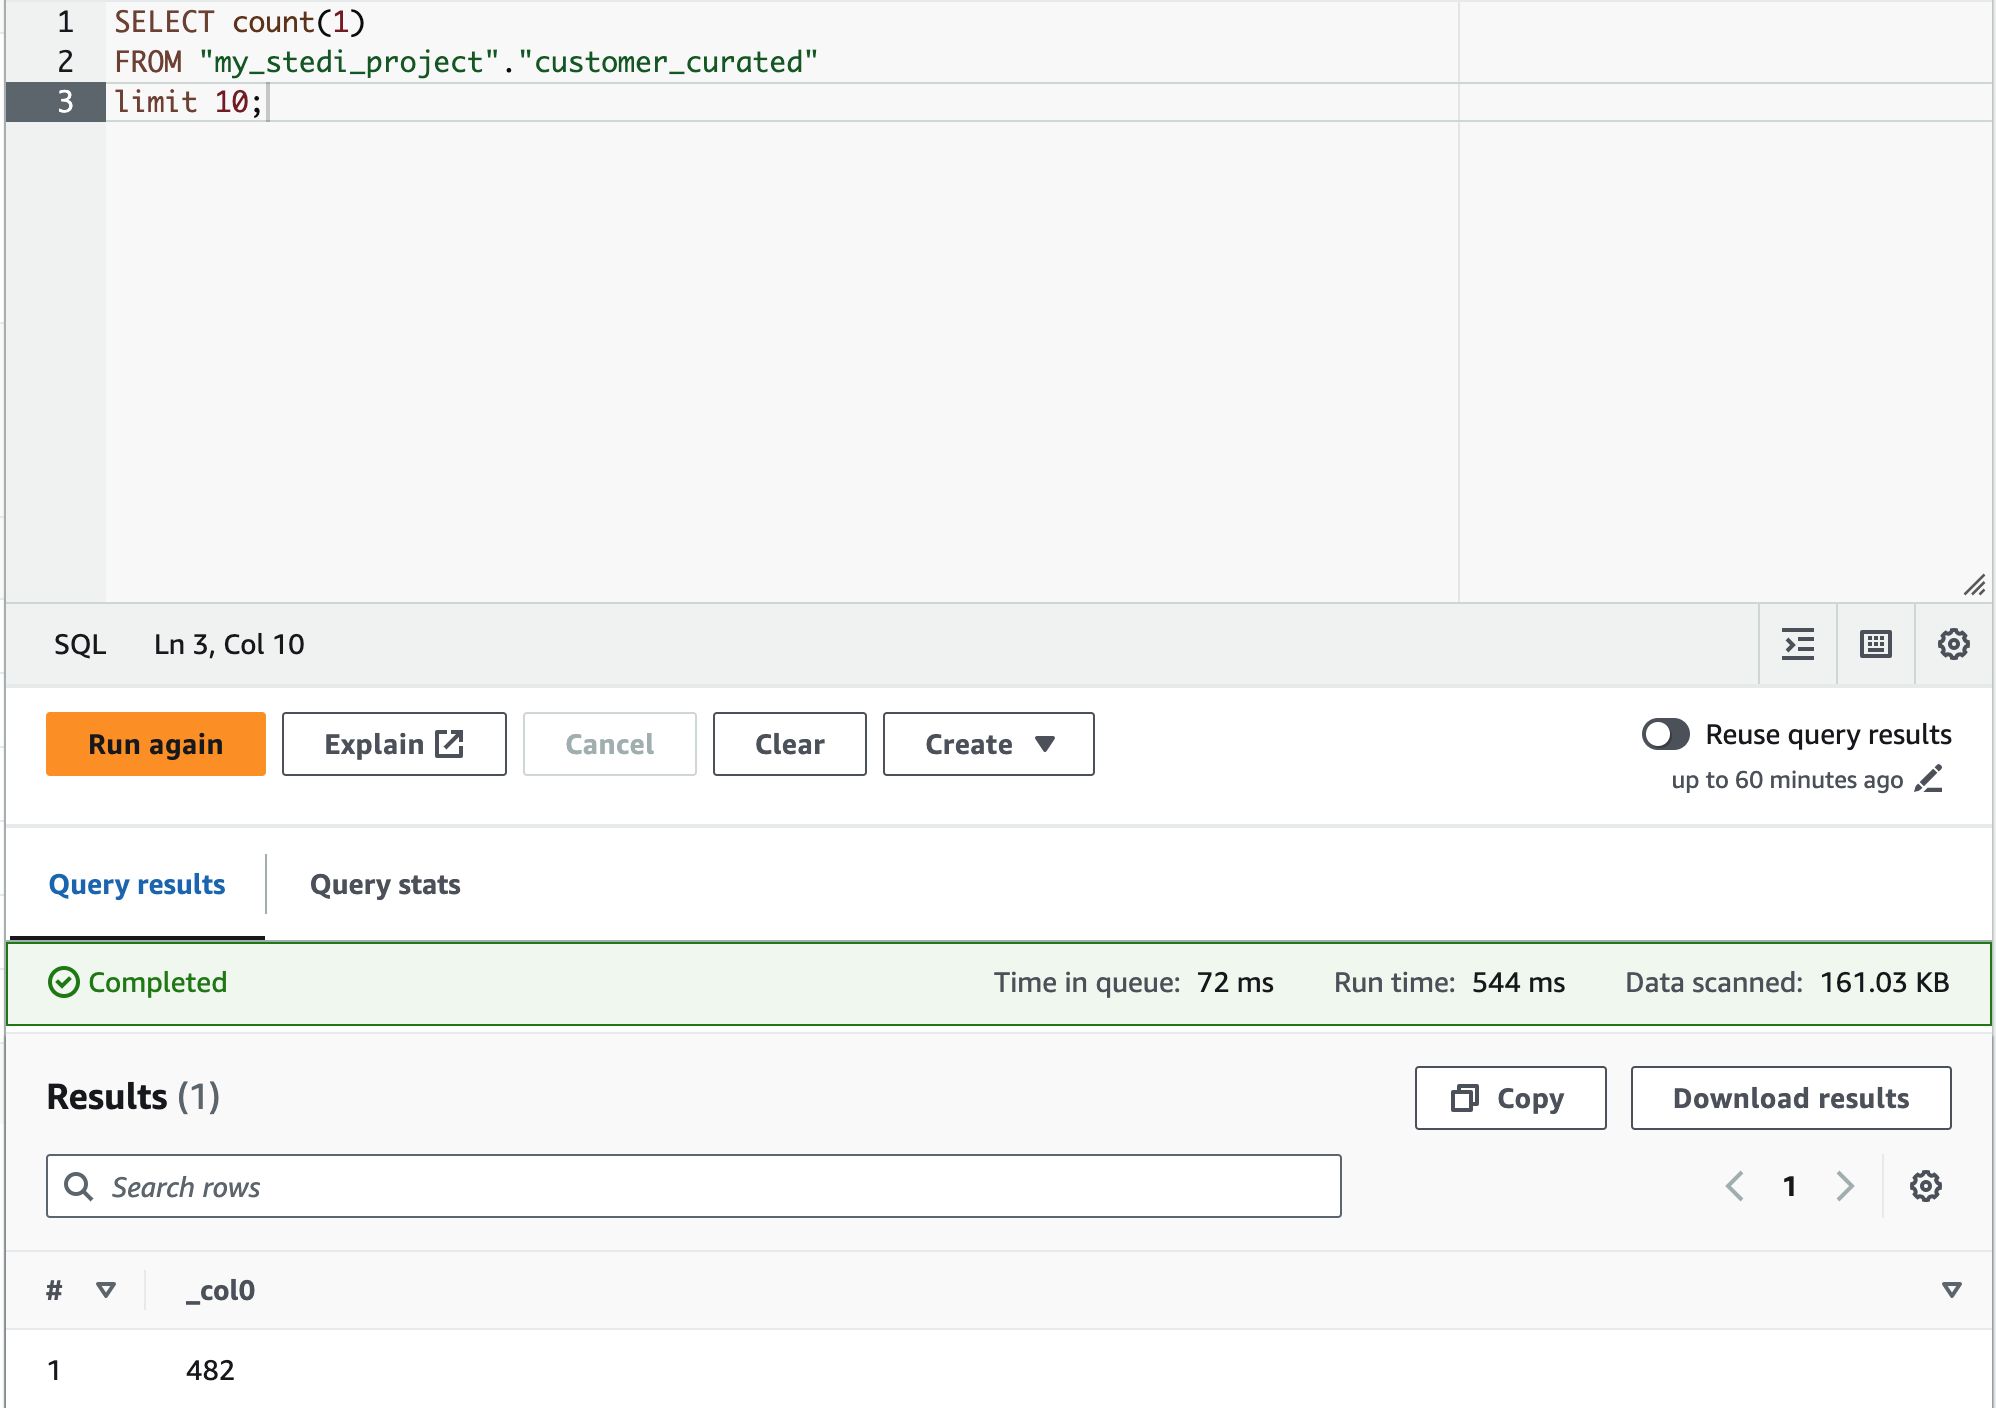 1 SELECT count(1)
2 FROM "my_stedi_project"."customer_curated"
3 limit 10;
SQL Ln 3, Col 10
Run again Explain Cancel Clear Create Reuse query results
up to 60 minutes ago
Query results Query stats
Completed Time in queue: 72 ms Run time: 544 ms Data scanned: 161.03 KB
Results (1) Copy Download results
Search rows 1
# _col0
1 482